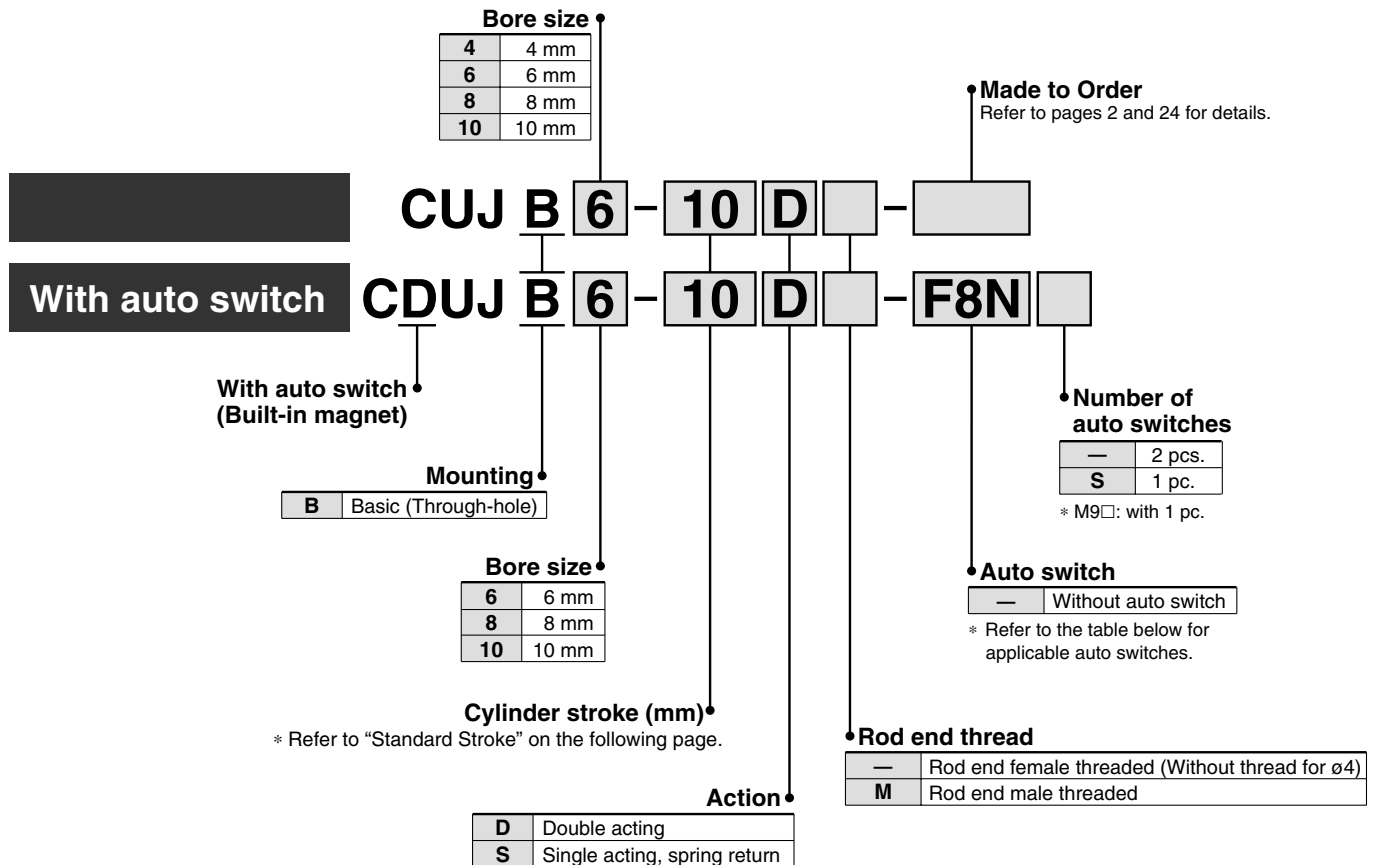 Bore size
4 4 mm
6 6 mm
8 8 mm
10 10 mm
Made to Order
Refer to pages 2 and 24 for details.
CUJ B 6 – 10 D –
With auto switch CDUJ B 6 – 10 D – F8N
With auto switch
(Built-in magnet)
Mounting
B Basic (Through-hole)
Bore size
6 6 mm
8 8 mm
10 10 mm
Cylinder stroke (mm)
* Refer to “Standard Stroke” on the following page.
Action
D Double acting
S Single acting, spring return
Number of
auto switches
— 2 pcs.
S 1 pc.
* M9□: with 1 pc.
Auto switch
— Without auto switch
* Refer to the table below for
applicable auto switches.
Rod end thread
— Rod end female threaded (Without thread for ø4)
M Rod end male threaded